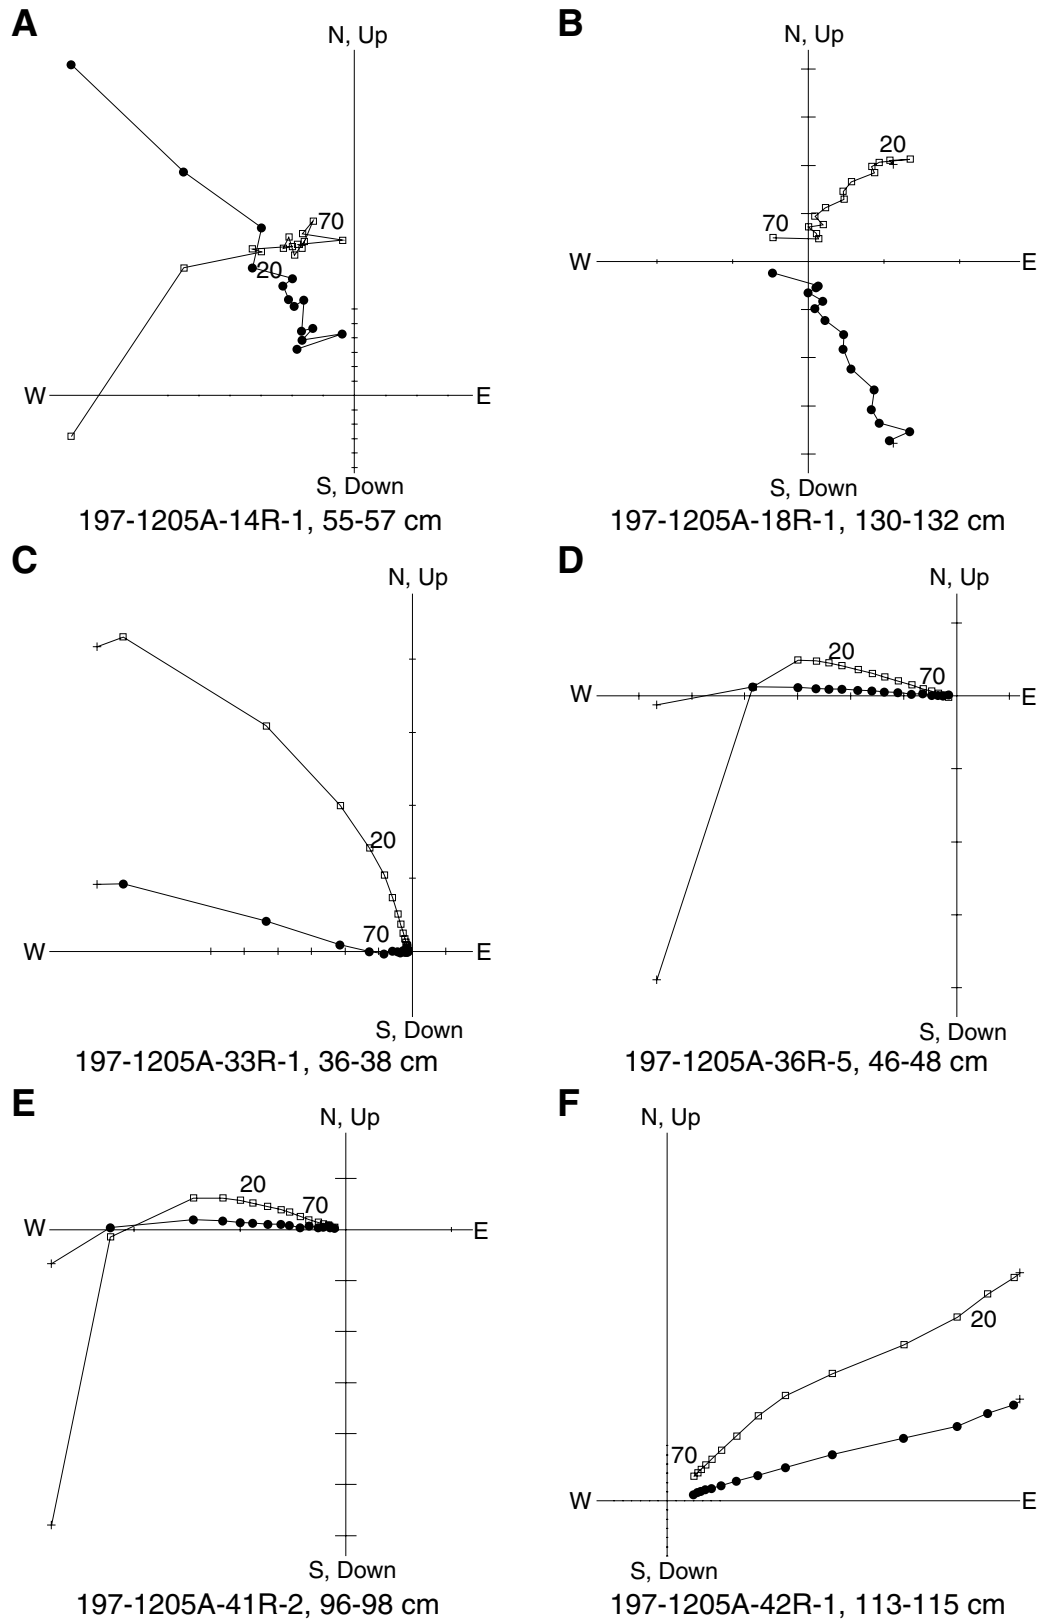 A
N, Up
70
20
W
E
S, Down
197-1205A-14R-1, 55-57 cm
B
N, Up
20
70
W
E
S, Down
197-1205A-18R-1, 130-132 cm
C
N, Up
20
70
W
E
S, Down
197-1205A-33R-1, 36-38 cm
D
N, Up
20
70
W
E
S, Down
197-1205A-36R-5, 46-48 cm
E
N, Up
20
70
W
E
S, Down
197-1205A-41R-2, 96-98 cm
F
N, Up
20
70
W
E
S, Down
197-1205A-42R-1, 113-115 cm